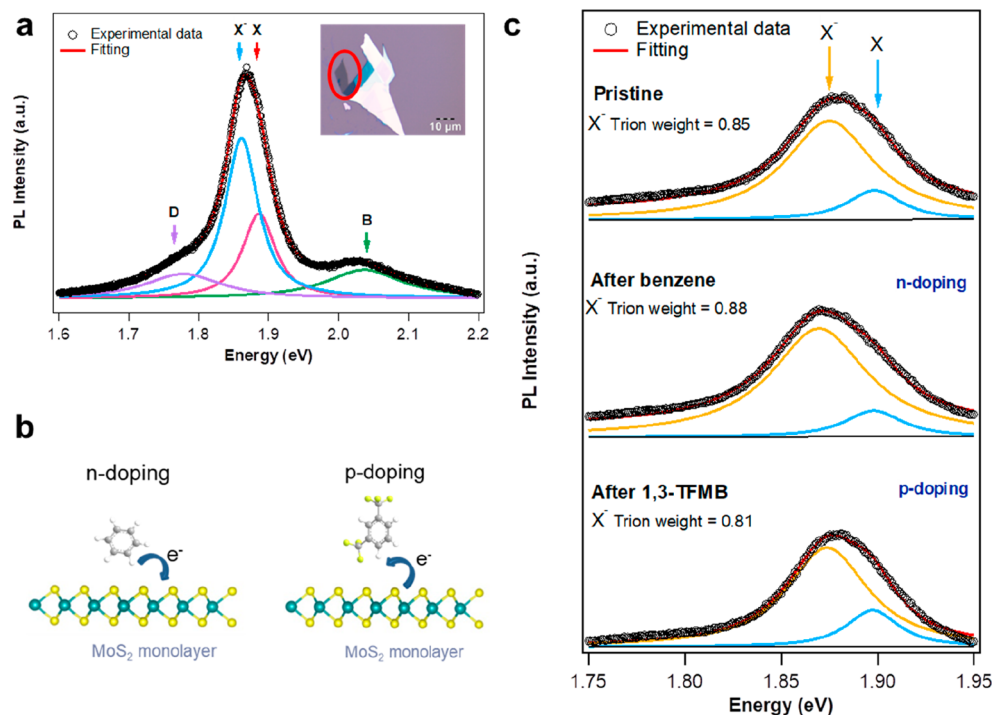 a
Experimental data
Fitting
X⁻ X
D
B
10 μm
PL Intensity (a.u.)
1.6 1.7 1.8 1.9 2.0 2.1 2.2
Energy (eV)
b
n-doping
e⁻
MoS₂ monolayer
p-doping
e⁻
MoS₂ monolayer
c
Experimental data
Fitting
X⁻ X
Pristine
X⁻ Trion weight = 0.85
After benzene
n-doping
X⁻ Trion weight = 0.88
After 1,3-TFMB
p-doping
X⁻ Trion weight = 0.81
PL Intensity (a.u.)
1.75 1.80 1.85 1.90 1.95
Energy (eV)